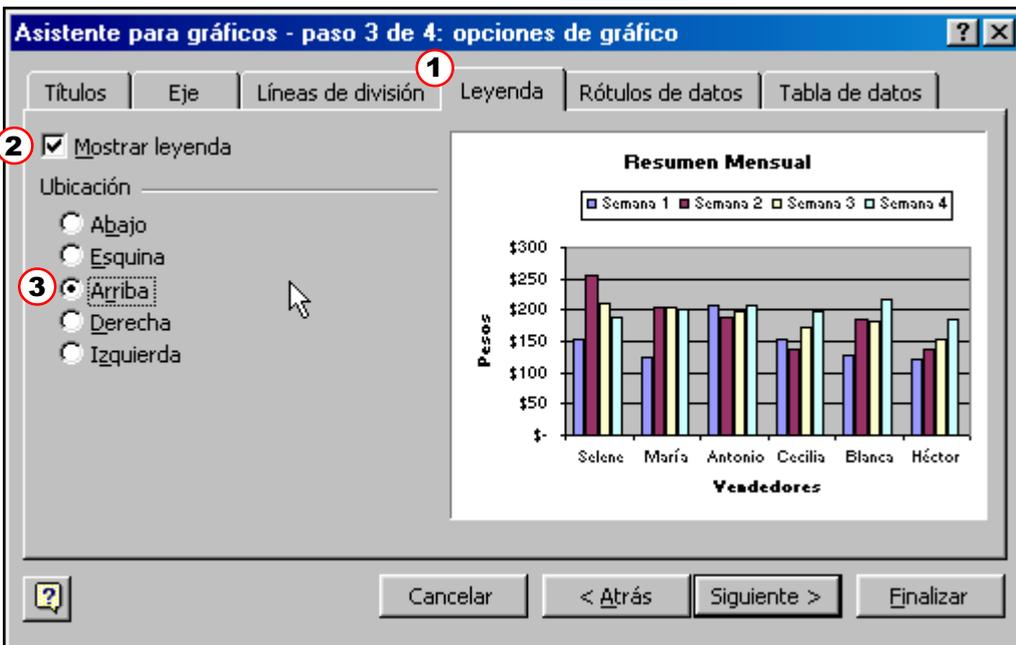 Asistente para gráficos - paso 3 de 4: opciones de gráfico
1
Títulos Eje Líneas de división Leyenda Rótulos de datos Tabla de datos
2 Mostrar leyenda
Ubicación
Abajo
Esquina
3 Arriba
Derecha
Izquierda
Resumen Mensual
Semana 1 Semana 2 Semana 3 Semana 4
$300
$250
$200
$150
$100
$50
$-
Pesos
Selene María Antonio Cecilia Blanca Héctor
Vendedores
? Cancelar < Atrás Siguiente > Finalizar